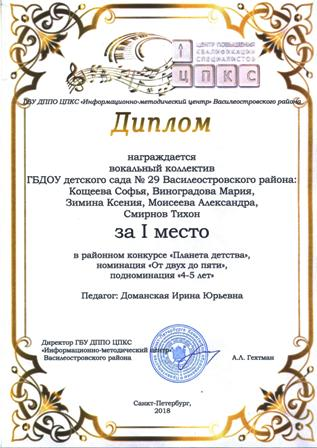 ЦЕНТР ПОВЫШЕНИЯ
КВАЛИФИКАЦИИ
СПЕЦИАЛИСТОВ
ЦПКС
ГБУ ДППО ЦПКС «Информационно-методический центр» Василеостровского района
Диплом
награждается
вокальный коллектив
ГБДОУ детского сада № 29 Василеостровского района:
Кощеева Софья, Виноградова Мария,
Зимина Ксения, Моисеева Александра,
Смирнов Тихон
за I место
в районном конкурсе «Планета детства»,
номинация «От двух до пяти»,
подноминация «4-5 лет»
Педагог: Доманская Ирина Юрьевна
Директор ГБУ ДППО ЦПКС
«Информационно-методический центр»
Василеостровского района
А.Л. Гехтман
Санкт-Петербург,
2018